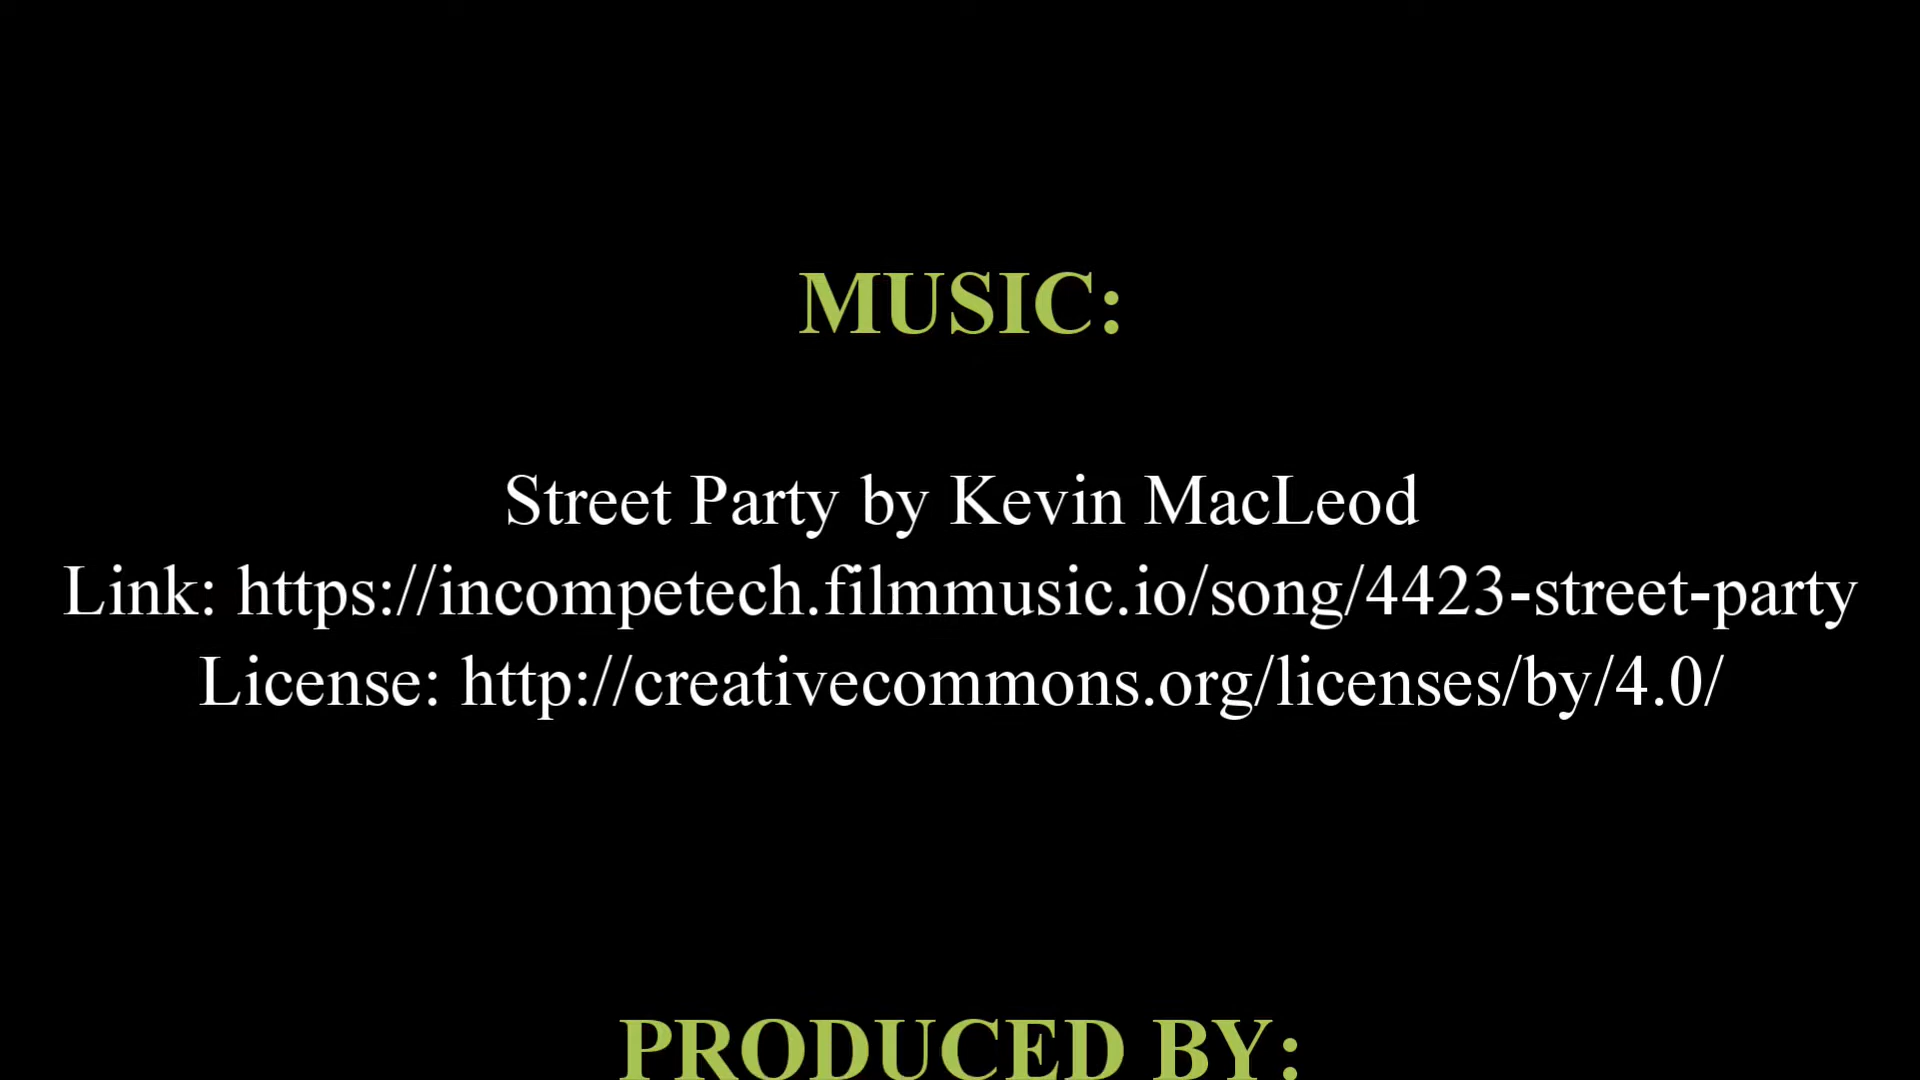 MUSIC:
Street Party by Kevin MacLeod
Link: https://incompetech.filmmusic.io/song/4423-street-party
License: http://creativecommons.org/licenses/by/4.0/
PRODUCED BY: